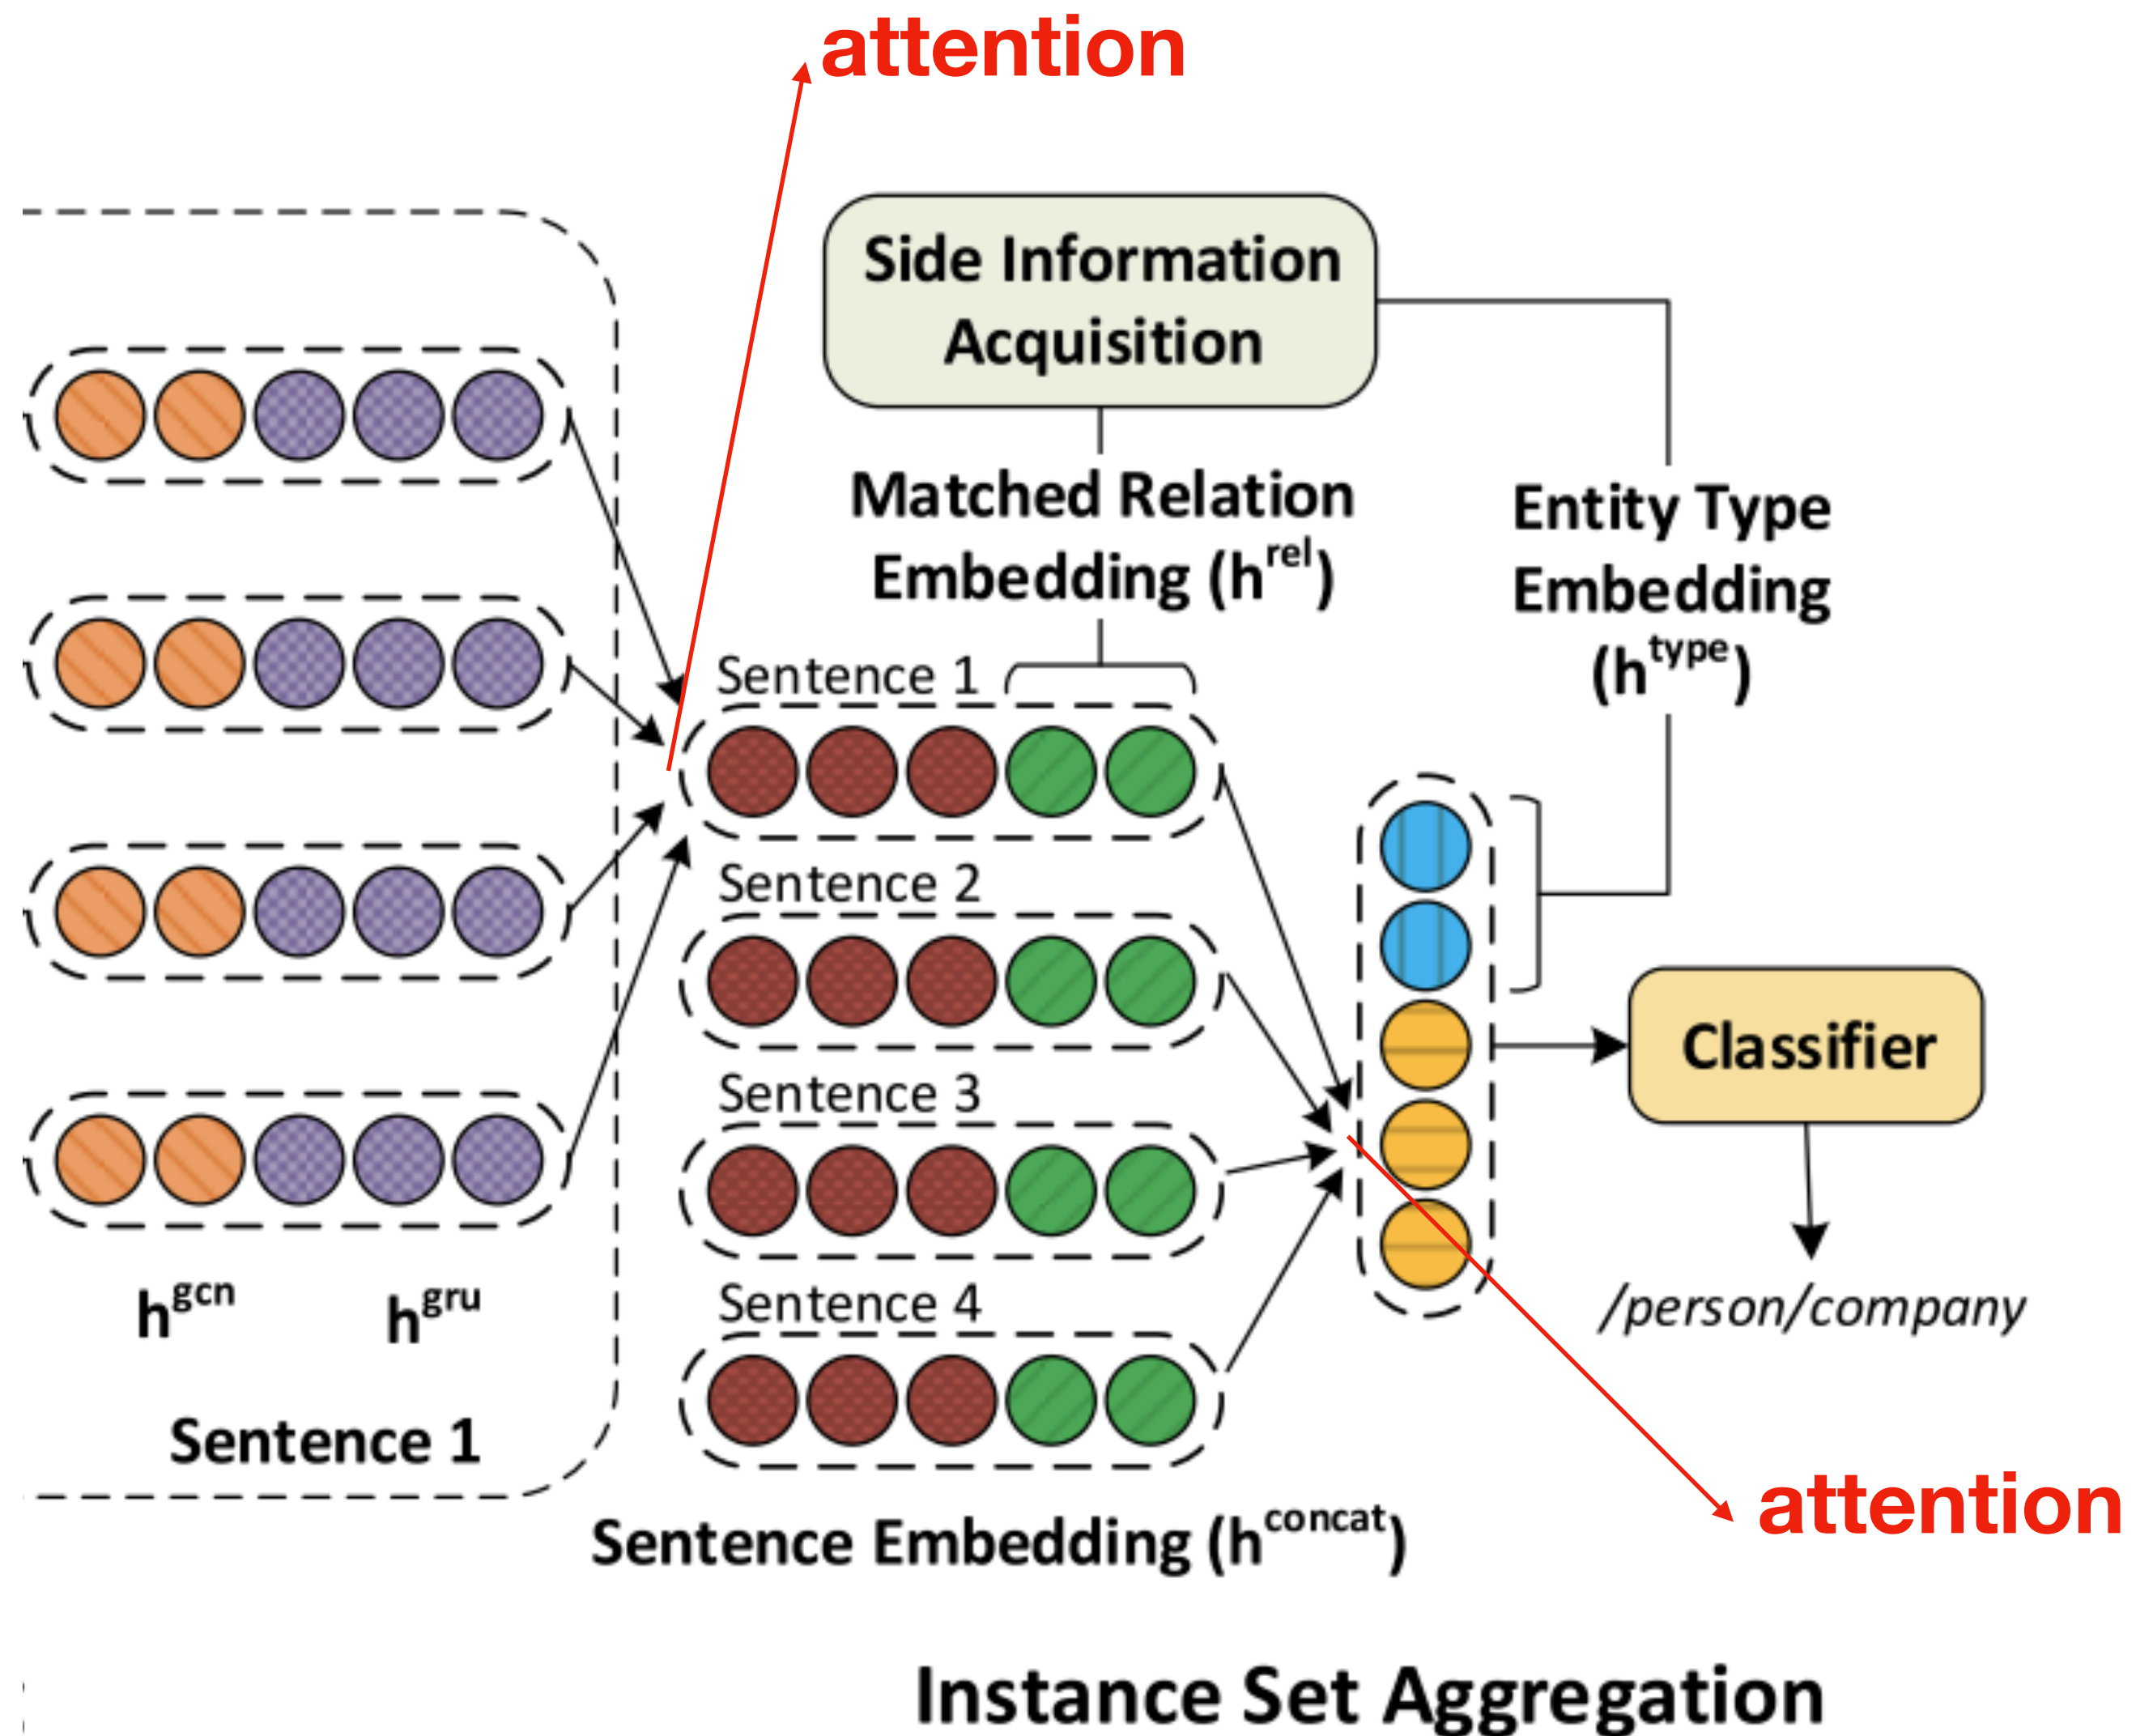 attention
Side Information
Acquisition
Matched Relation
Embedding (h^rel)
Entity Type
Embedding
(h^type)
Sentence 1
Sentence 2
Sentence 3
Sentence 4
Classifier
/person/company
h^gcn
h^gru
Sentence 1
Sentence Embedding (h^concat)
attention
Instance Set Aggregation